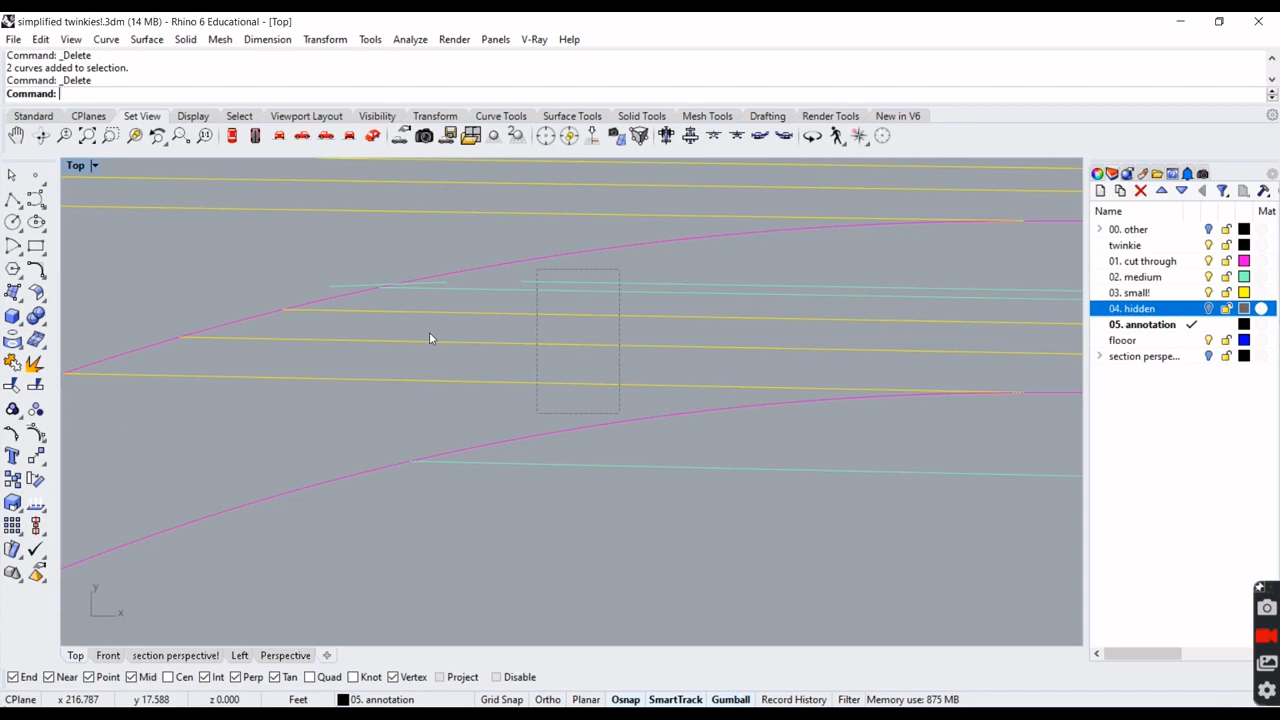 simplified twinkies!.3dm (14 MB) - Rhino 6 Educational - [Top]
File Edit View Curve Surface Solid Mesh Dimension Transform Tools Analyze Render Panels V-Ray Help
Command: _Delete
2 curves added to selection.
Command: _Delete
Command:
Standard CPlanes Set View Display Select Viewport Layout Visibility Transform Curve Tools Surface Tools Solid Tools Mesh Tools Drafting Render Tools New in V6
Top
Name Mat
00. other
twinkie
01. cut through
02. medium
03. small!
04. hidden
05. annotation
flooor
section perspe...
y
x
Top Front section perspective! Left Perspective
End Near Point Mid Cen Int Perp Tan Quad Knot Vertex Project Disable
CPlane x 216.787 y 17.588 z 0.000 Feet 05. annotation Grid Snap Ortho Planar Osnap SmartTrack Gumball Record History Filter Memory use: 875 MB